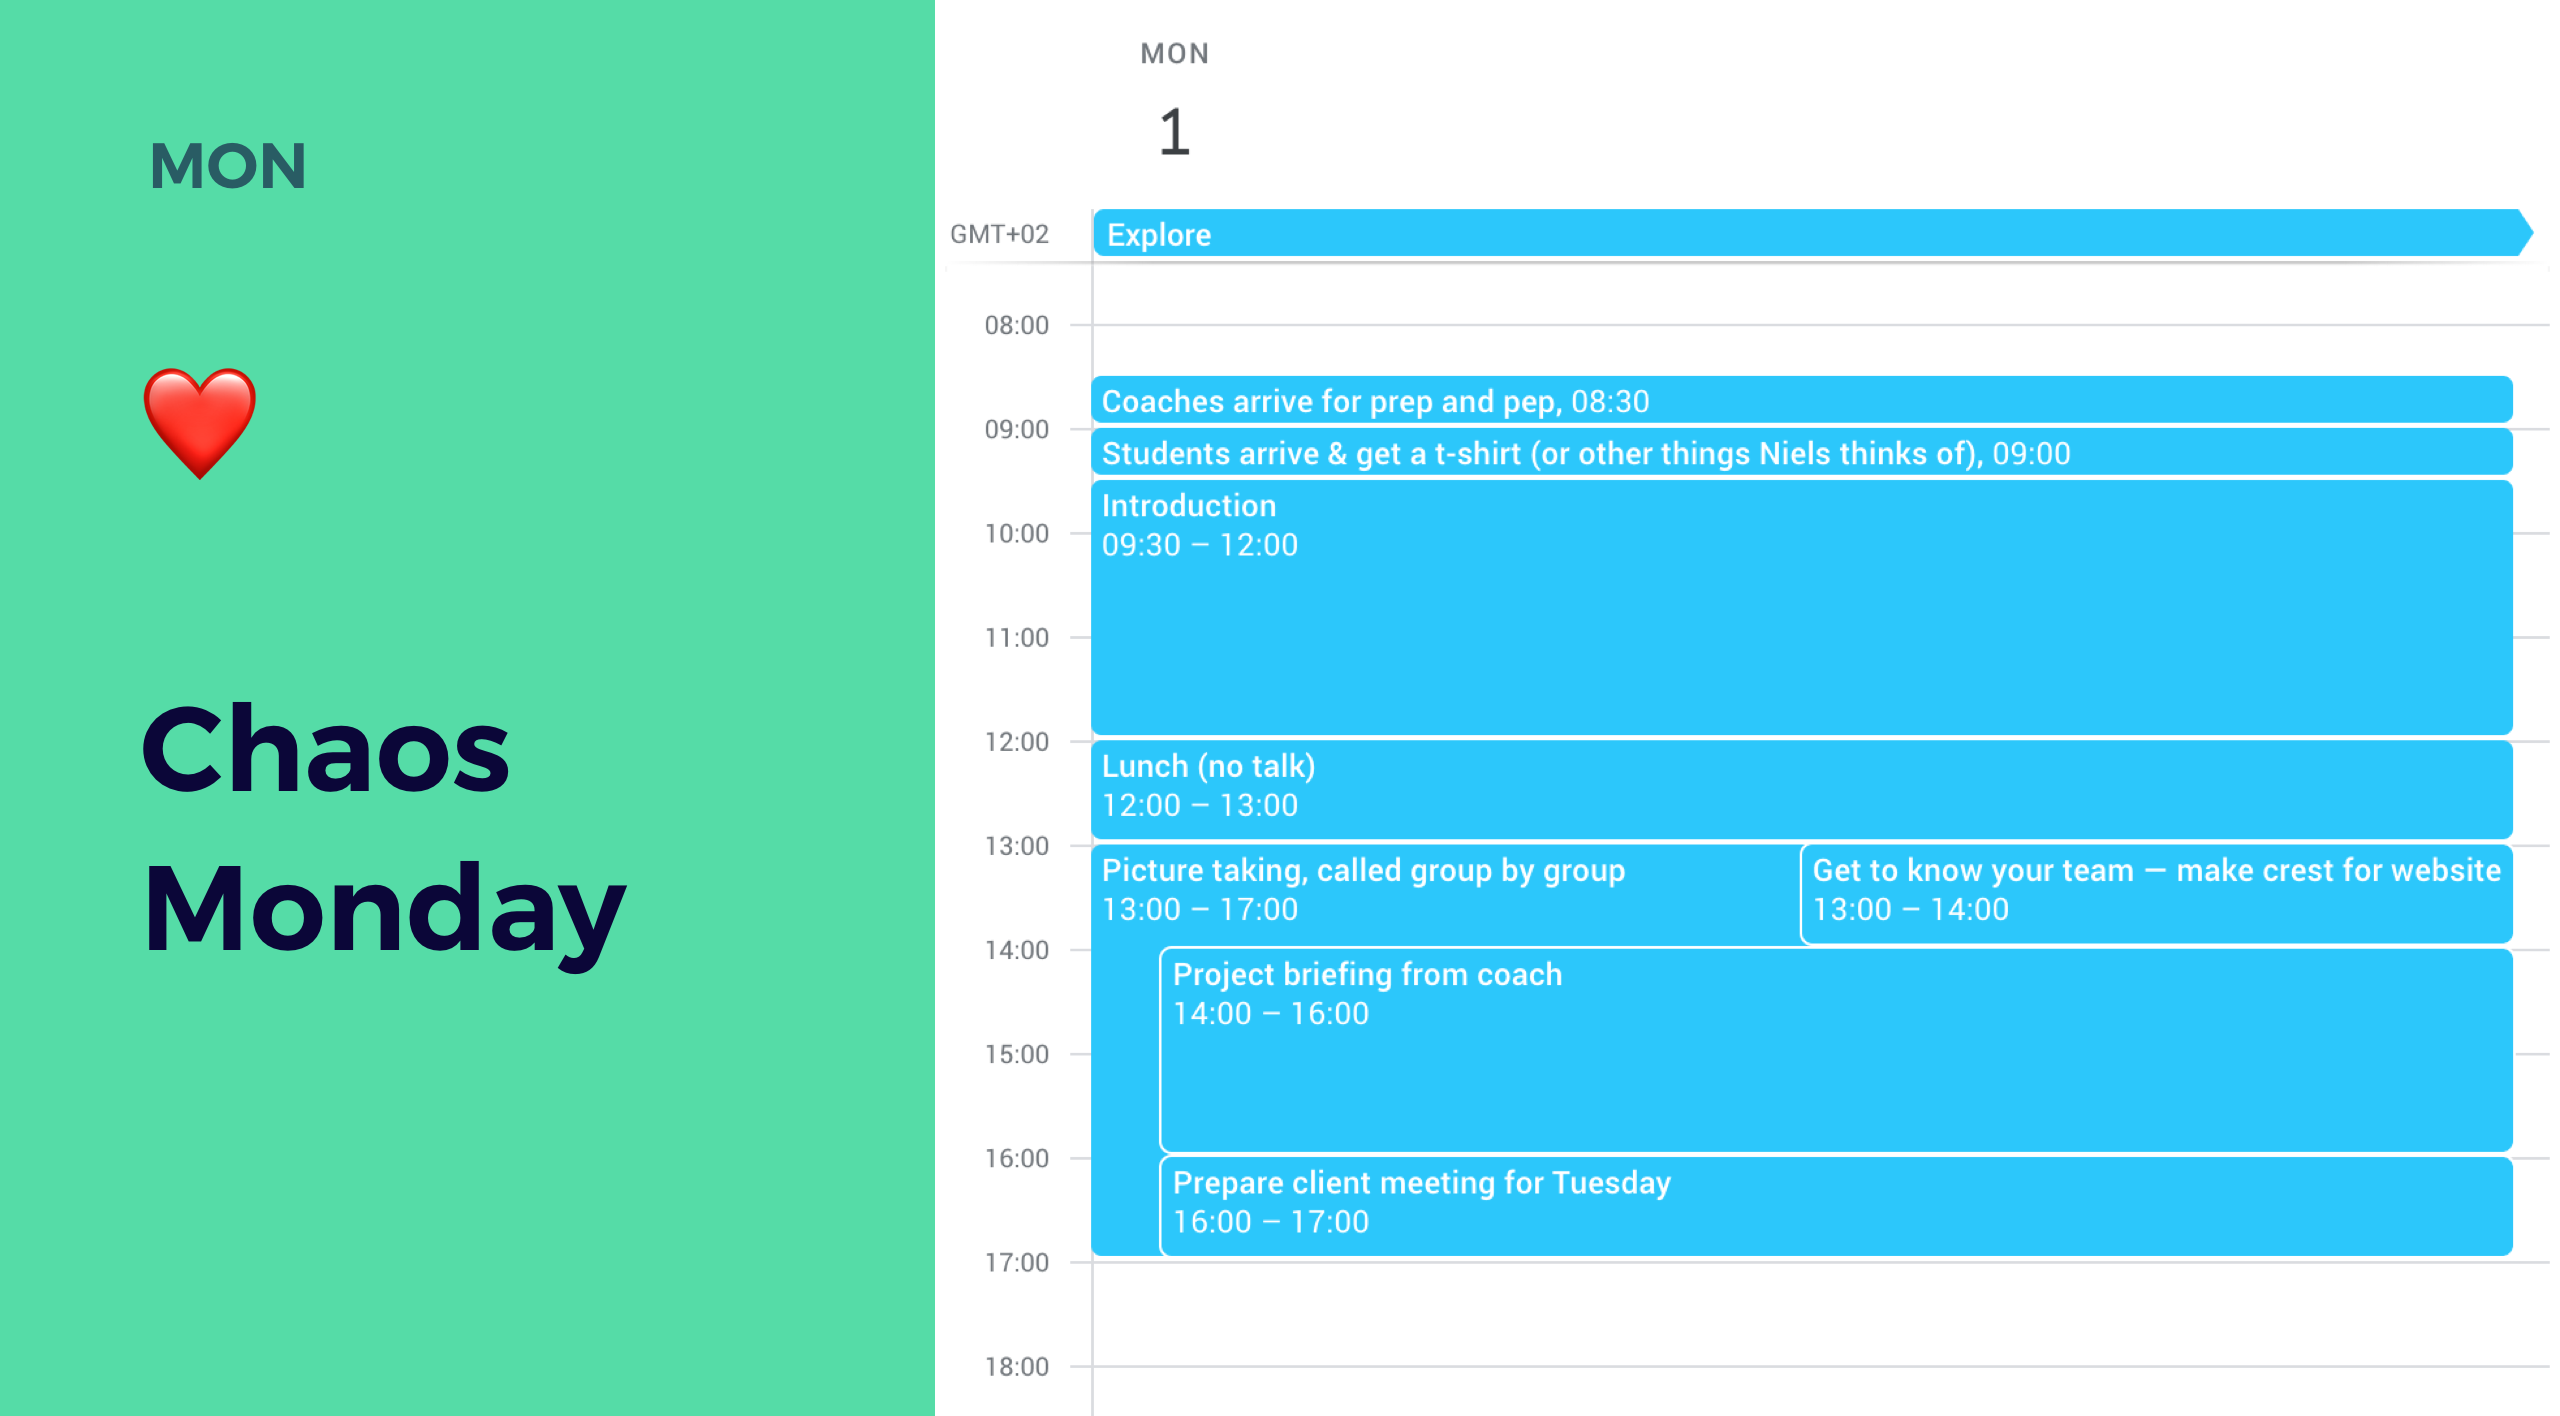 MON
❤️
Chaos
Monday
MON
1
GMT+02
Explore
08:00
Coaches arrive for prep and pep, 08:30
09:00
Students arrive & get a t-shirt (or other things Niels thinks of), 09:00
Introduction
09:30 – 12:00
10:00
11:00
12:00
Lunch (no talk)
12:00 – 13:00
13:00
Picture taking, called group by group
13:00 – 17:00
Get to know your team — make crest for website
13:00 – 14:00
14:00
Project briefing from coach
14:00 – 16:00
15:00
16:00
Prepare client meeting for Tuesday
16:00 – 17:00
17:00
18:00